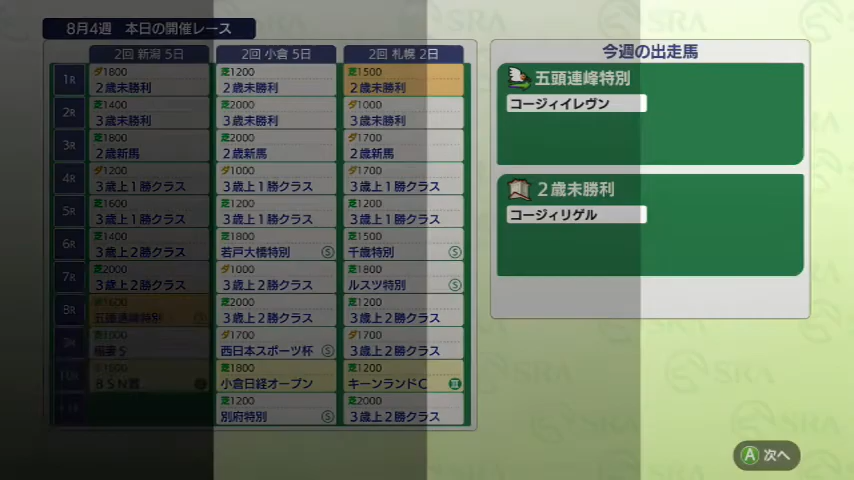 8月4週 本日の開催レース
2回 新潟 5日
2回 小倉 5日
2回 札幌 2日
今週の出走馬
1R
ダ1800
2歳未勝利
芝1200
2歳未勝利
芝1500
2歳未勝利
2R
芝1400
3歳未勝利
芝2000
3歳未勝利
ダ1000
3歳未勝利
3R
芝1800
2歳新馬
芝2000
2歳新馬
ダ1700
2歳新馬
4R
ダ1200
3歳上1勝クラス
ダ1000
3歳上1勝クラス
ダ1700
3歳上1勝クラス
5R
芝1600
3歳上1勝クラス
芝1200
3歳上1勝クラス
芝1200
3歳上1勝クラス
6R
芝1400
3歳上2勝クラス
芝1800
若戸大橋特別 Ⓢ
芝1500
千歳特別 Ⓢ
7R
芝2000
3歳上2勝クラス
ダ1000
3歳上2勝クラス
芝1800
ルスツ特別 Ⓢ
8R
芝1600
五頭連峰特別 Ⓢ
芝2000
3歳上2勝クラス
芝1200
3歳上2勝クラス
9R
芝1000
ダ1700
西日本スポーツ杯 Ⓢ
ダ1700
3歳上2勝クラス
10R
ダ1800
BSN賞
芝1800
小倉日経オープン
芝1200
キーンランドC Ⅲ
11R
芝1200
別府特別 Ⓢ
芝2000
3歳上2勝クラス
五頭連峰特別
コージィイレヴン
2歳未勝利
コージィリゲル
SRA
A 次へ